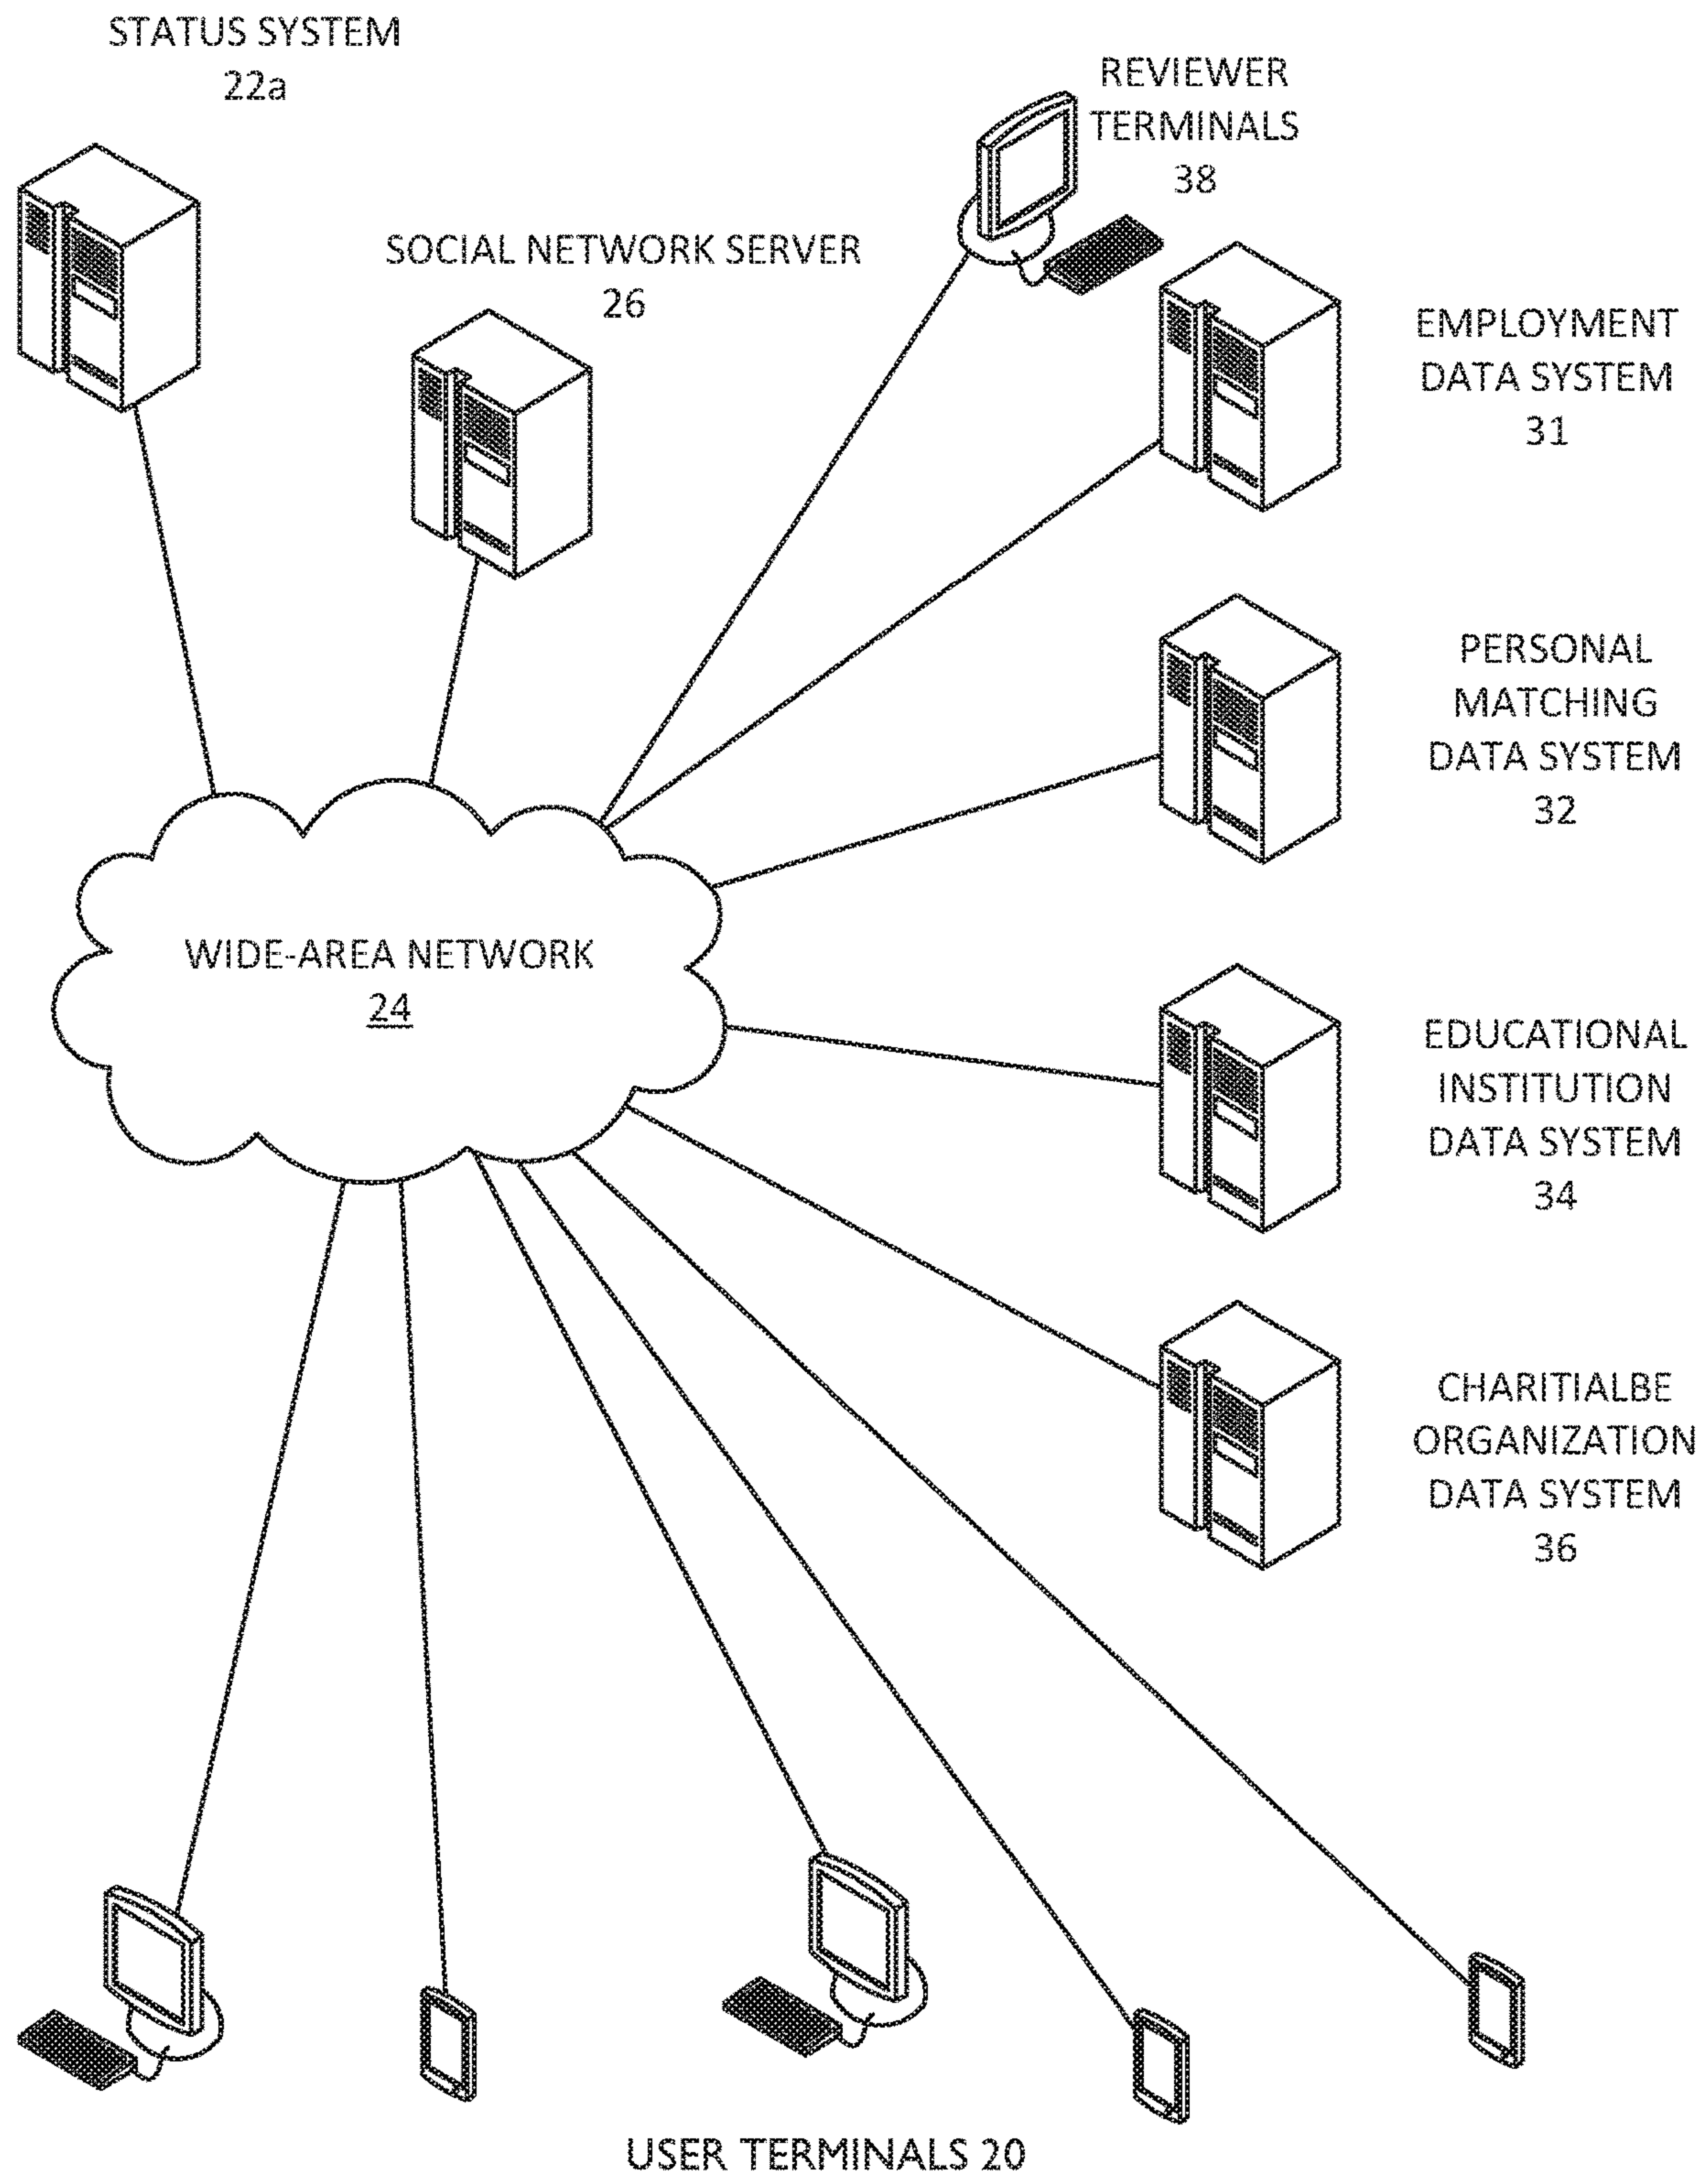 STATUS SYSTEM
22a
REVIEWER
TERMINALS
38
SOCIAL NETWORK SERVER
26
EMPLOYMENT
DATA SYSTEM
31
PERSONAL
MATCHING
DATA SYSTEM
32
WIDE-AREA NETWORK
24
EDUCATIONAL
INSTITUTION
DATA SYSTEM
34
CHARITIALBE
ORGANIZATION
DATA SYSTEM
36
USER TERMINALS 20